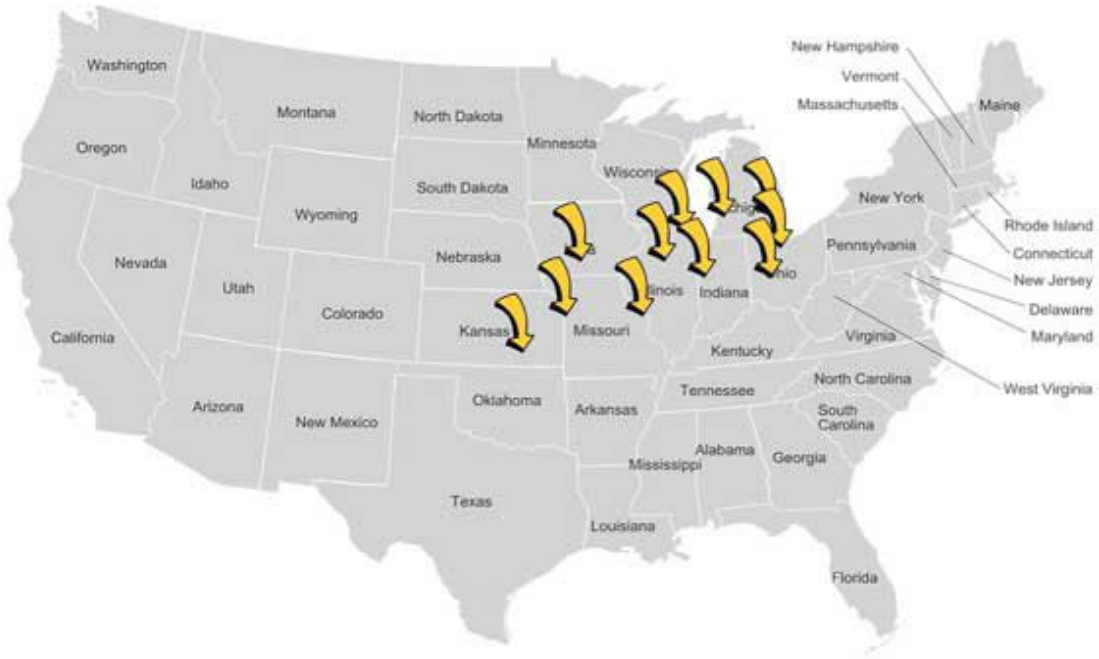 New Hampshire
Washington
Vermont
Massachusetts
Maine
Montana
North Dakota
Minnesota
Oregon
Wisconsin
Idaho
South Dakota
New York
Wyoming
Rhode Island
Pennsylvania
Connecticut
Nebraska
Nevada
New Jersey
Utah
Indiana
Colorado
Delaware
California
Kansas
Missouri
Virginia
Maryland
Kentucky
West Virginia
Tennessee
North Carolina
Oklahoma
Arizona
Arkansas
New Mexico
South
Carolina
Alabama
Georgia
Mississippi
Texas
Louisiana
Florida